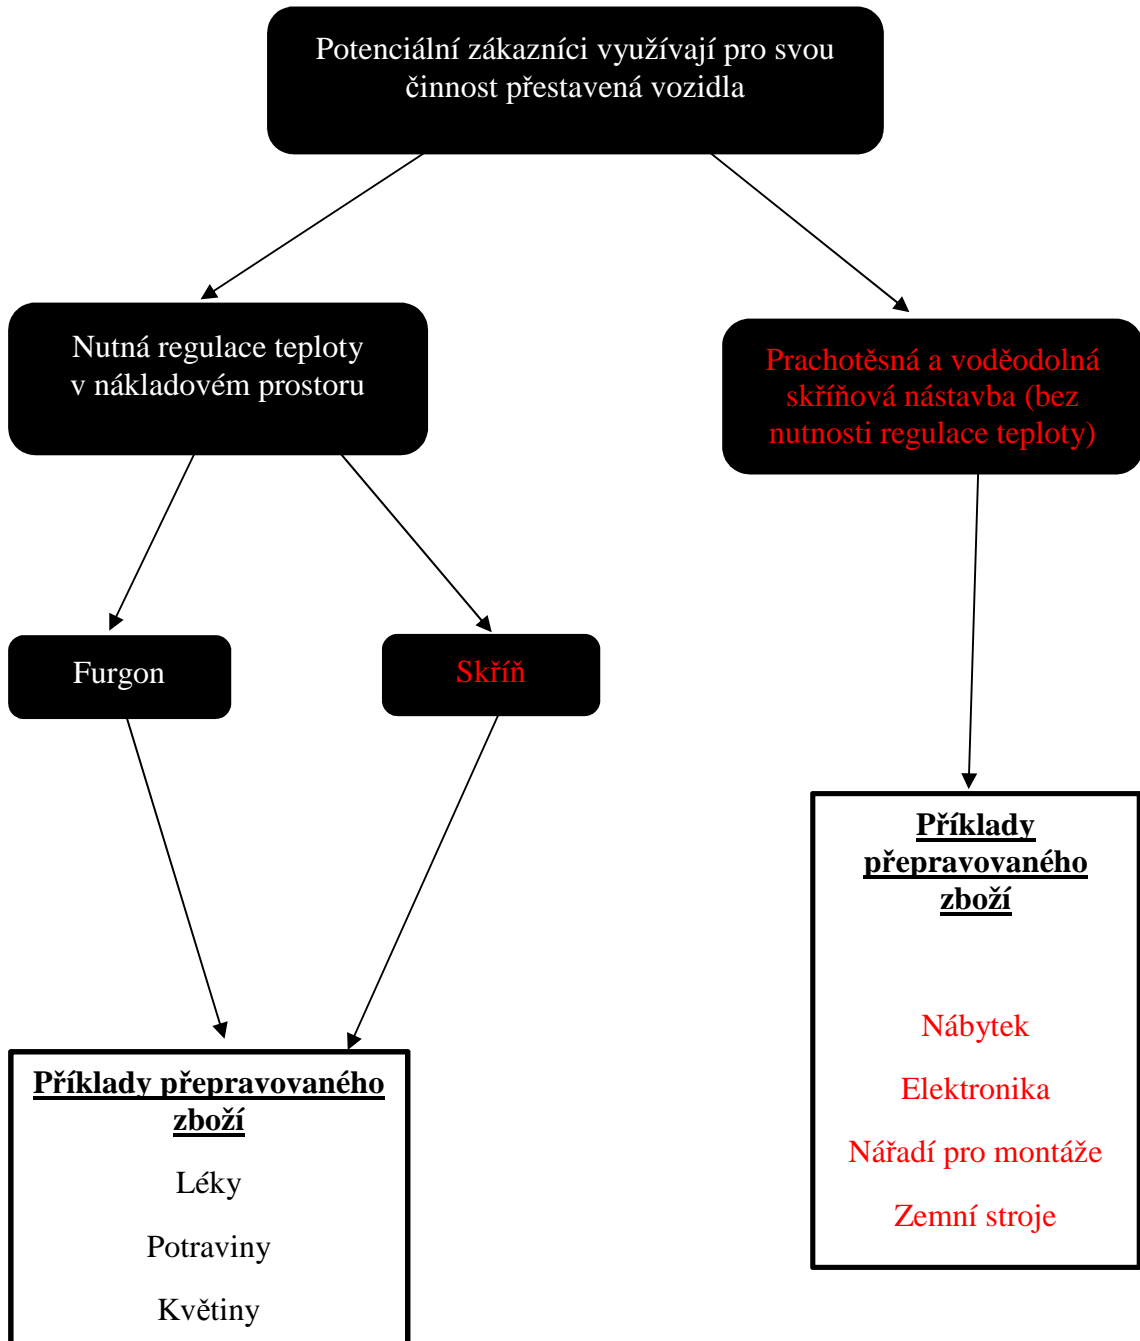 Potenciální zákazníci využívají pro svou
činnost přestavená vozidla
Nutná regulace teploty
v nákladovém prostoru
Prachotěsná a voděodolná
skříňová nástavba (bez
nutnosti regulace teploty)
Furgon
Skříň
Příklady
přepravovaného
zboží
Nábytek
Elektronika
Nářadí pro montáže
Zemní stroje
Příklady přepravovaného
zboží
Léky
Potraviny
Květiny